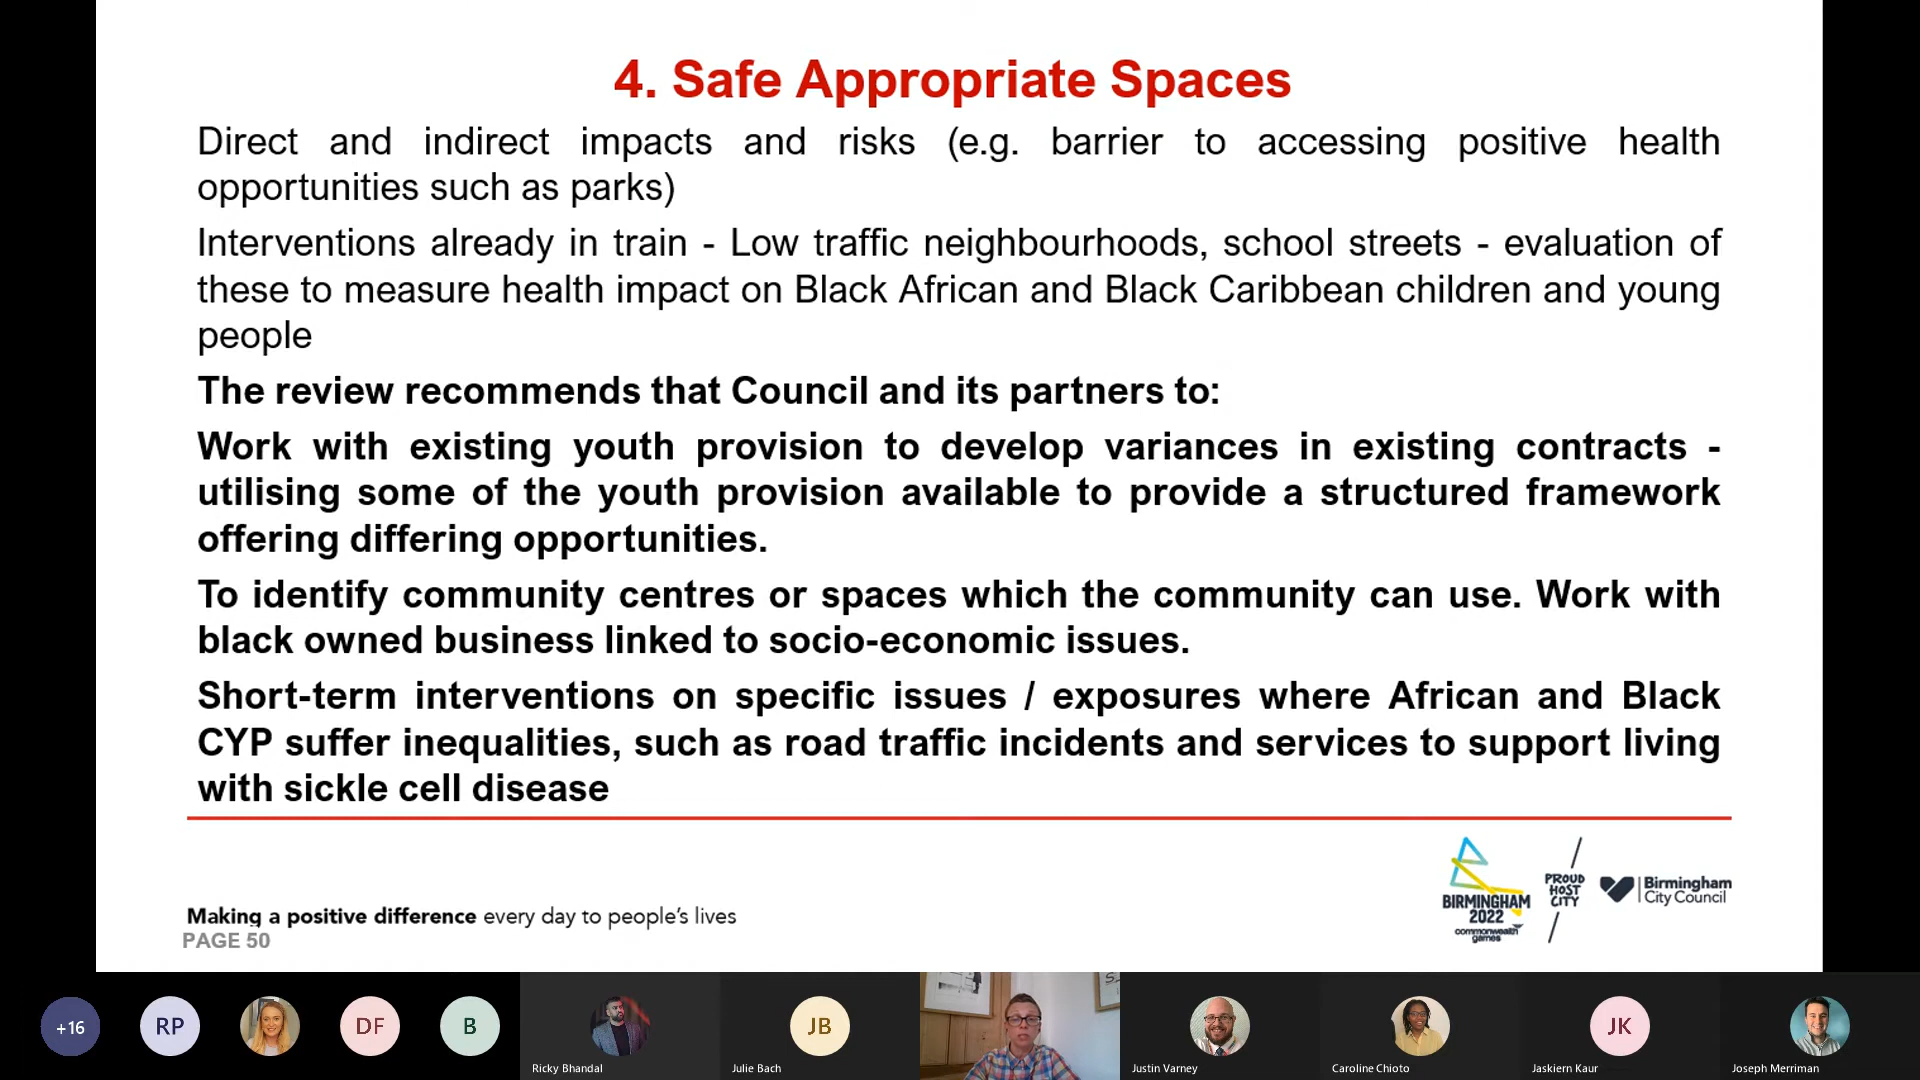 4. Safe Appropriate Spaces
Direct and indirect impacts and risks (e.g. barrier to accessing positive health
opportunities such as parks)
Interventions already in train - Low traffic neighbourhoods, school streets - evaluation of
these to measure health impact on Black African and Black Caribbean children and young
people
The review recommends that Council and its partners to:
Work with existing youth provision to develop variances in existing contracts -
utilising some of the youth provision available to provide a structured framework
offering differing opportunities.
To identify community centres or spaces which the community can use. Work with
black owned business linked to socio-economic issues.
Short-term interventions on specific issues / exposures where African and Black
CYP suffer inequalities, such as road traffic incidents and services to support living
with sickle cell disease
Making a positive difference every day to people's lives
PAGE 50
BIRMINGHAM
2022
commonwealth
games
PROUD
HOST
CITY
Birmingham
City Council
+16
RP
DF
B
JB
JK
Ricky Bhandal
Julie Bach
Justin Varney
Caroline Chioto
Jaskiern Kaur
Joseph Merriman